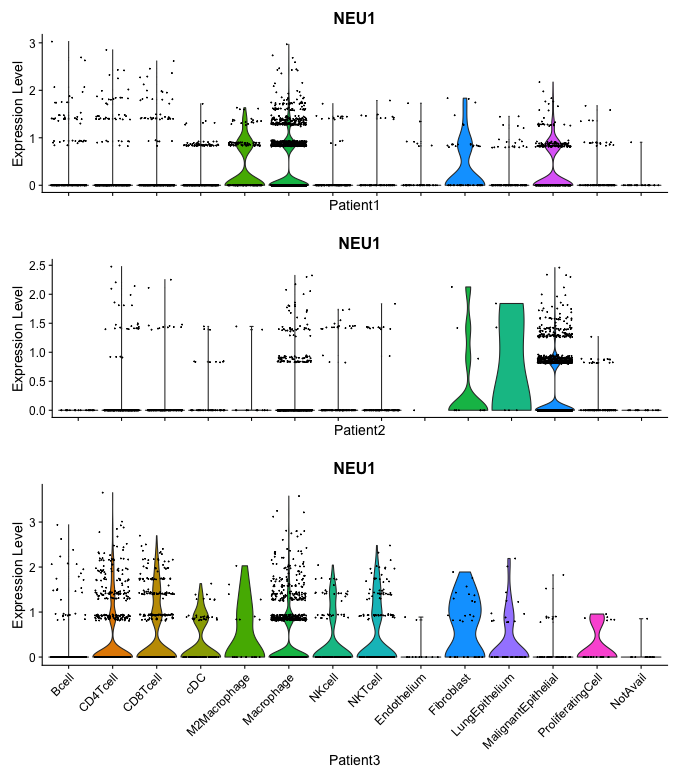 NEU1
Expression Level
3
2
1
0
Patient1
NEU1
Expression Level
2.5
2.0
1.5
1.0
0.5
0.0
Patient2
NEU1
Expression Level
3
2
1
0
Bcell
CD4Tcell
CD8Tcell
cDC
M2Macrophage
Macrophage
NKcell
NKTcell
Endothelium
Fibroblast
LungEpithelium
MalignantEpithelial
ProliferatingCell
NotAvail
Patient3